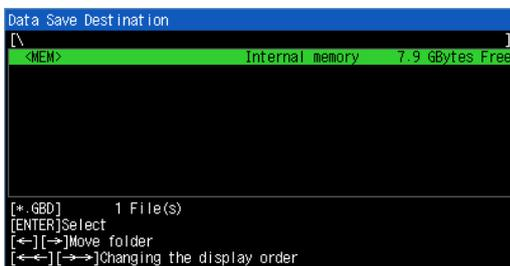 Data Save Destination
[\ ]
<MEM> Internal memory 7.9 GBytes Free
[*.GBD] 1 File(s)
[ENTER]Select
[←][→]Move folder
[←←][→→]Changing the display order